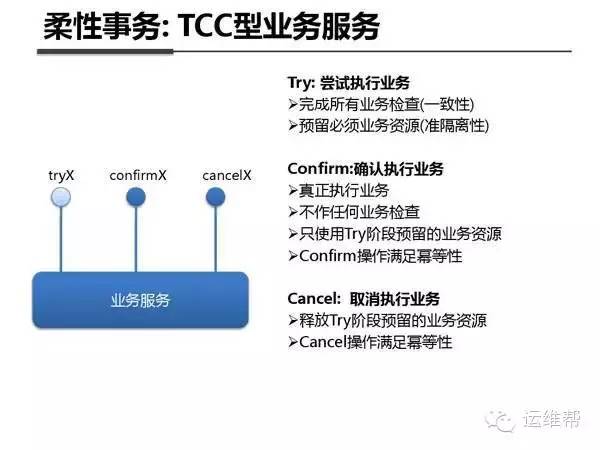 柔性事务: TCC型业务服务
Try: 尝试执行业务
➢完成所有业务检查(一致性)
➢预留必须业务资源(准隔离性)
tryX confirmX cancelX
Confirm:确认执行业务
➢真正执行业务
➢不作任何业务检查
➢只使用Try阶段预留的业务资源
➢Confirm操作满足幂等性
业务服务
Cancel: 取消执行业务
➢释放Try阶段预留的业务资源
➢Cancel操作满足幂等性
运维帮